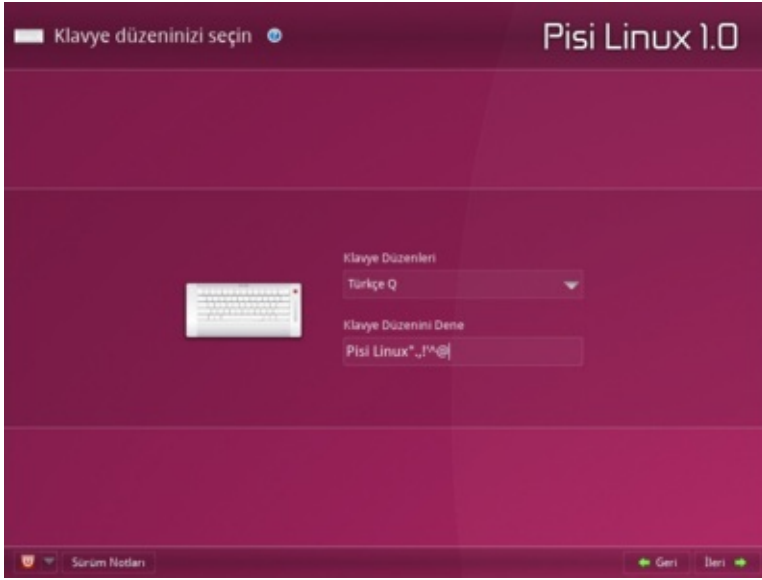 Klavye düzeninizi seçin
Pisi Linux 1.0
Klavye Düzenleri
Türkçe Q
Klavye Düzenini Dene
Pisi Linux".,!'^@
Sürüm Notları
Geri
İleri